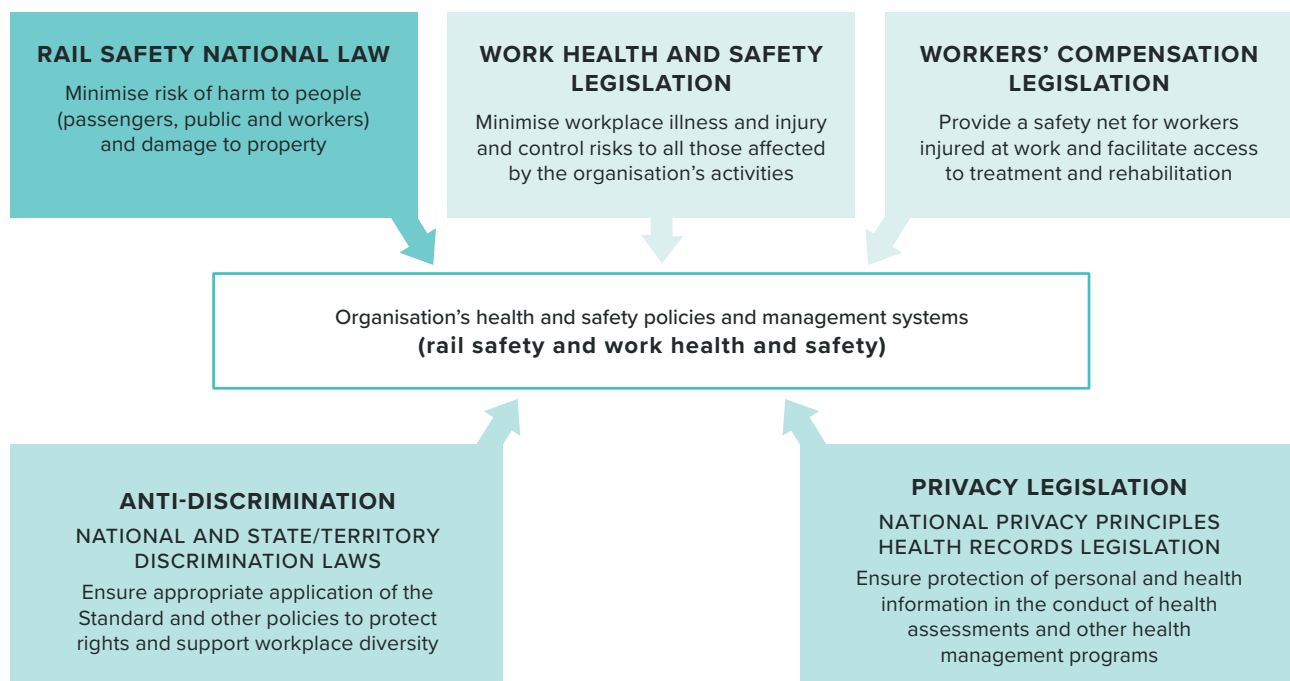 RAIL SAFETY NATIONAL LAW
Minimise risk of harm to people
(passengers, public and workers)
and damage to property
WORK HEALTH AND SAFETY
LEGISLATION
Minimise workplace illness and injury
and control risks to all those affected
by the organisation’s activities
WORKERS’ COMPENSATION
LEGISLATION
Provide a safety net for workers
injured at work and facilitate access
to treatment and rehabilitation
Organisation’s health and safety policies and management systems
(rail safety and work health and safety)
ANTI-DISCRIMINATION
NATIONAL AND STATE/TERRITORY
DISCRIMINATION LAWS
Ensure appropriate application of the
Standard and other policies to protect
rights and support workplace diversity
PRIVACY LEGISLATION
NATIONAL PRIVACY PRINCIPLES
HEALTH RECORDS LEGISLATION
Ensure protection of personal and health
information in the conduct of health
assessments and other health
management programs